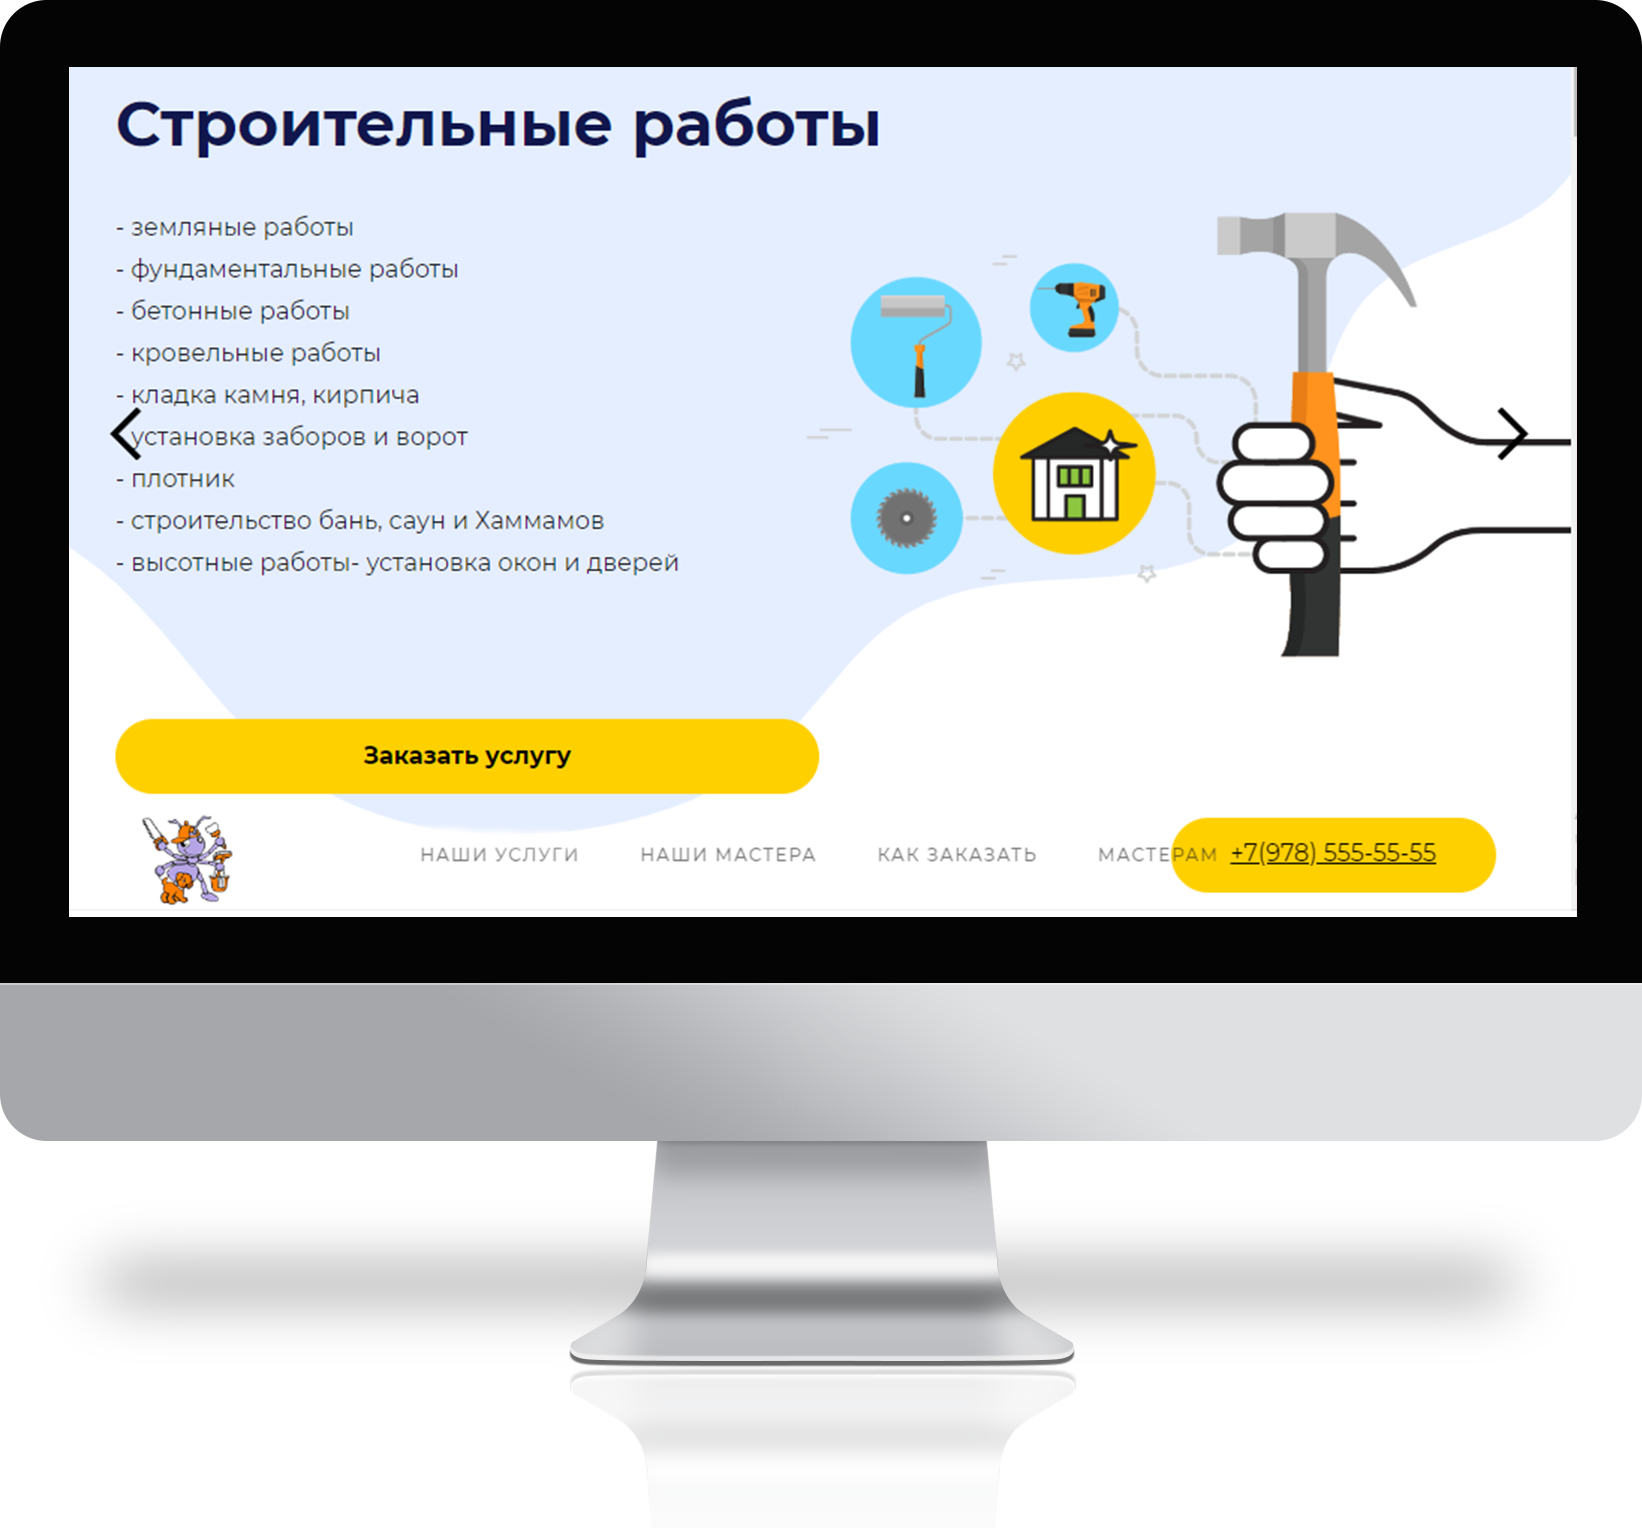 Строительные работы
- земляные работы
- фундаментальные работы
- бетонные работы
- кровельные работы
- кладка камня, кирпича
установка заборов и ворот
- плотник
- строительство бань, саун и Хаммамов
- высотные работы- установка окон и дверей
Заказать услугу
НАШИ УСЛУГИ НАШИ МАСТЕРА КАК ЗАКАЗАТЬ МАСТЕРАМ +7(978) 555-55-55